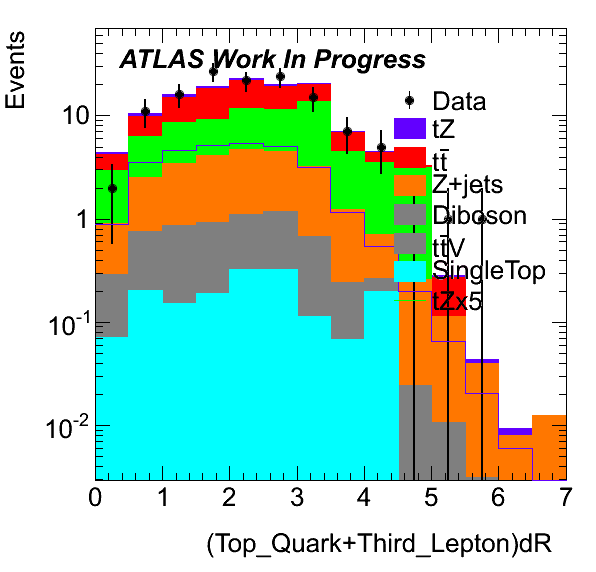 Events
ATLAS Work In Progress
Data
tZ
tt̄
Z+jets
Diboson
tt̄V
SingleTop
tZx5
10
1
10⁻¹
10⁻²
0 1 2 3 4 5 6 7
(Top_Quark+Third_Lepton)dR